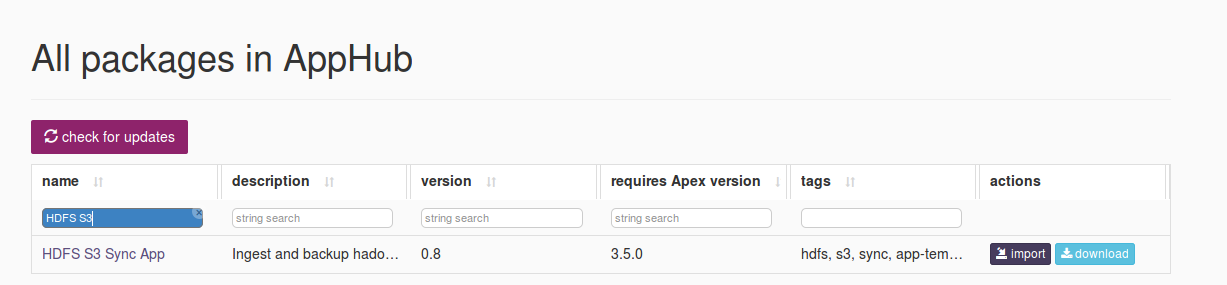 All packages in AppHub
check for updates
name description version requires Apex version tags actions
HDFS S3 string search string search string search
HDFS S3 Sync App Ingest and backup hado… 0.8 3.5.0 hdfs, s3, sync, app-tem… import download